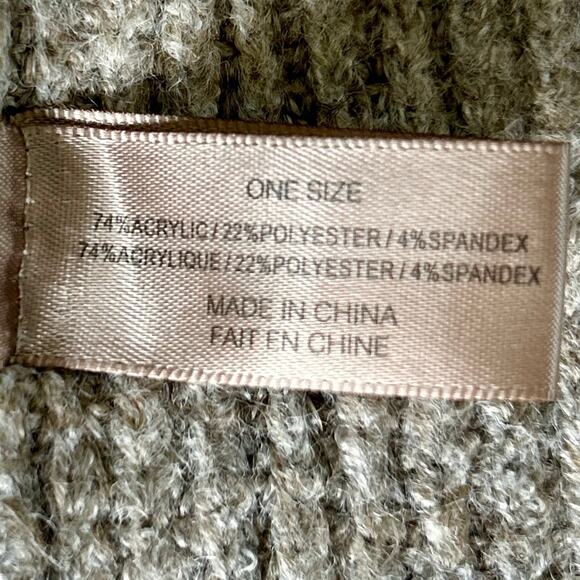 ONE SIZE
74%ACRYLIC/22%POLYESTER/4%SPANDEX
74%ACRYLIQUE/22%POLYESTER/4%SPANDEX
MADE IN CHINA
FAIT EN CHINE